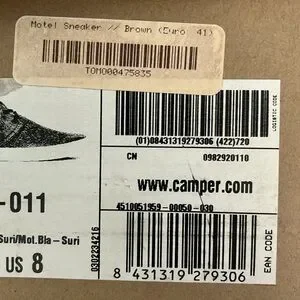 Motel Sneaker // Brown (Euro 41)
TOMO00475835
LOGISTIC CODE
(01)08431319279306 (422)720
CN 0982920110
www.camper.com
-011
4510051959-00050-030
Suri/Mot.Bla-Suri
0302234216
US 8
8 431319 279306
EAN CODE